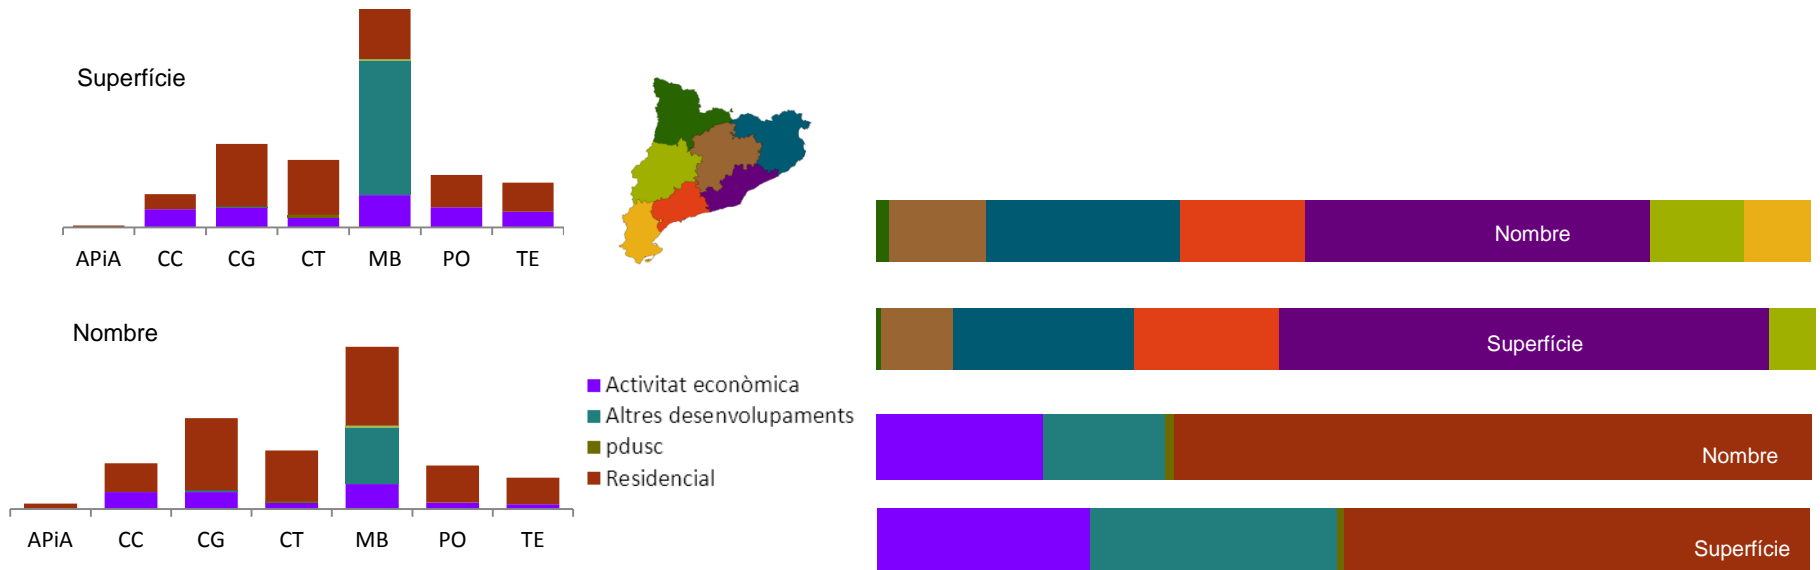 Superfície
APiA CC CG CT MB PO TE
Nombre
APiA CC CG CT MB PO TE
Activitat econòmica
Altres desenvolupaments
pdusc
Residencial
Nombre
Superfície
Nombre
Superfície